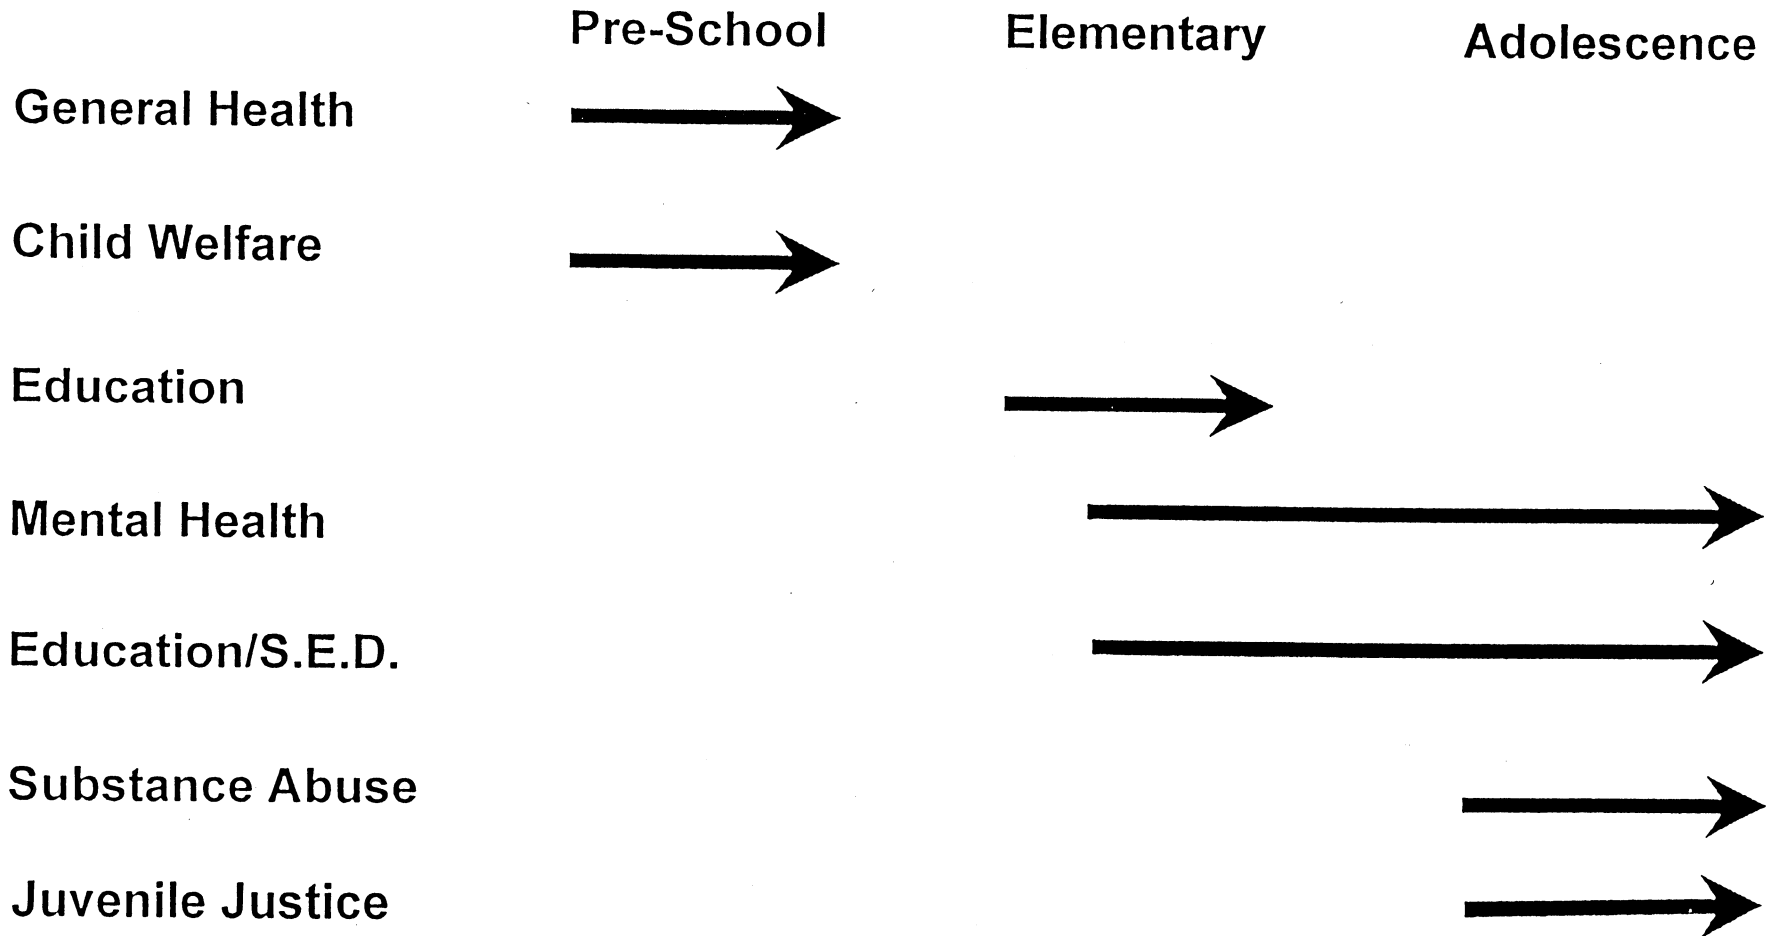 Pre-School Elementary Adolescence
General Health
Child Welfare
Education
Mental Health
Education/S.E.D.
Substance Abuse
Juvenile Justice